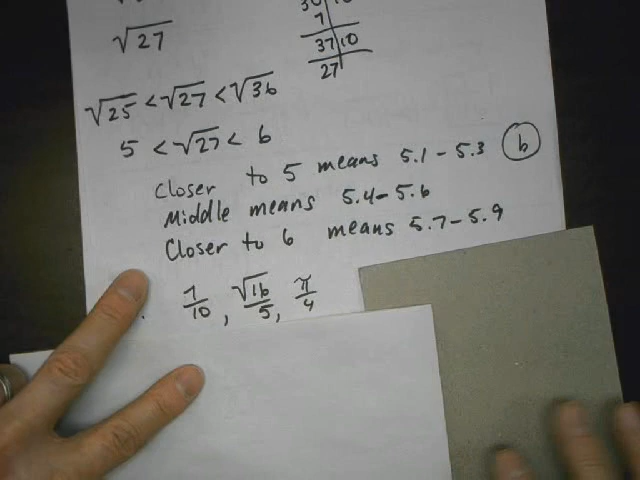 √27
7
37 10
27
√25 < √27 < √36
5 < √27 < 6
Closer to 5 means 5.1 - 5.3 b
Middle means 5.4 - 5.6
Closer to 6 means 5.7 - 5.9
7/10, √16/5, π/4